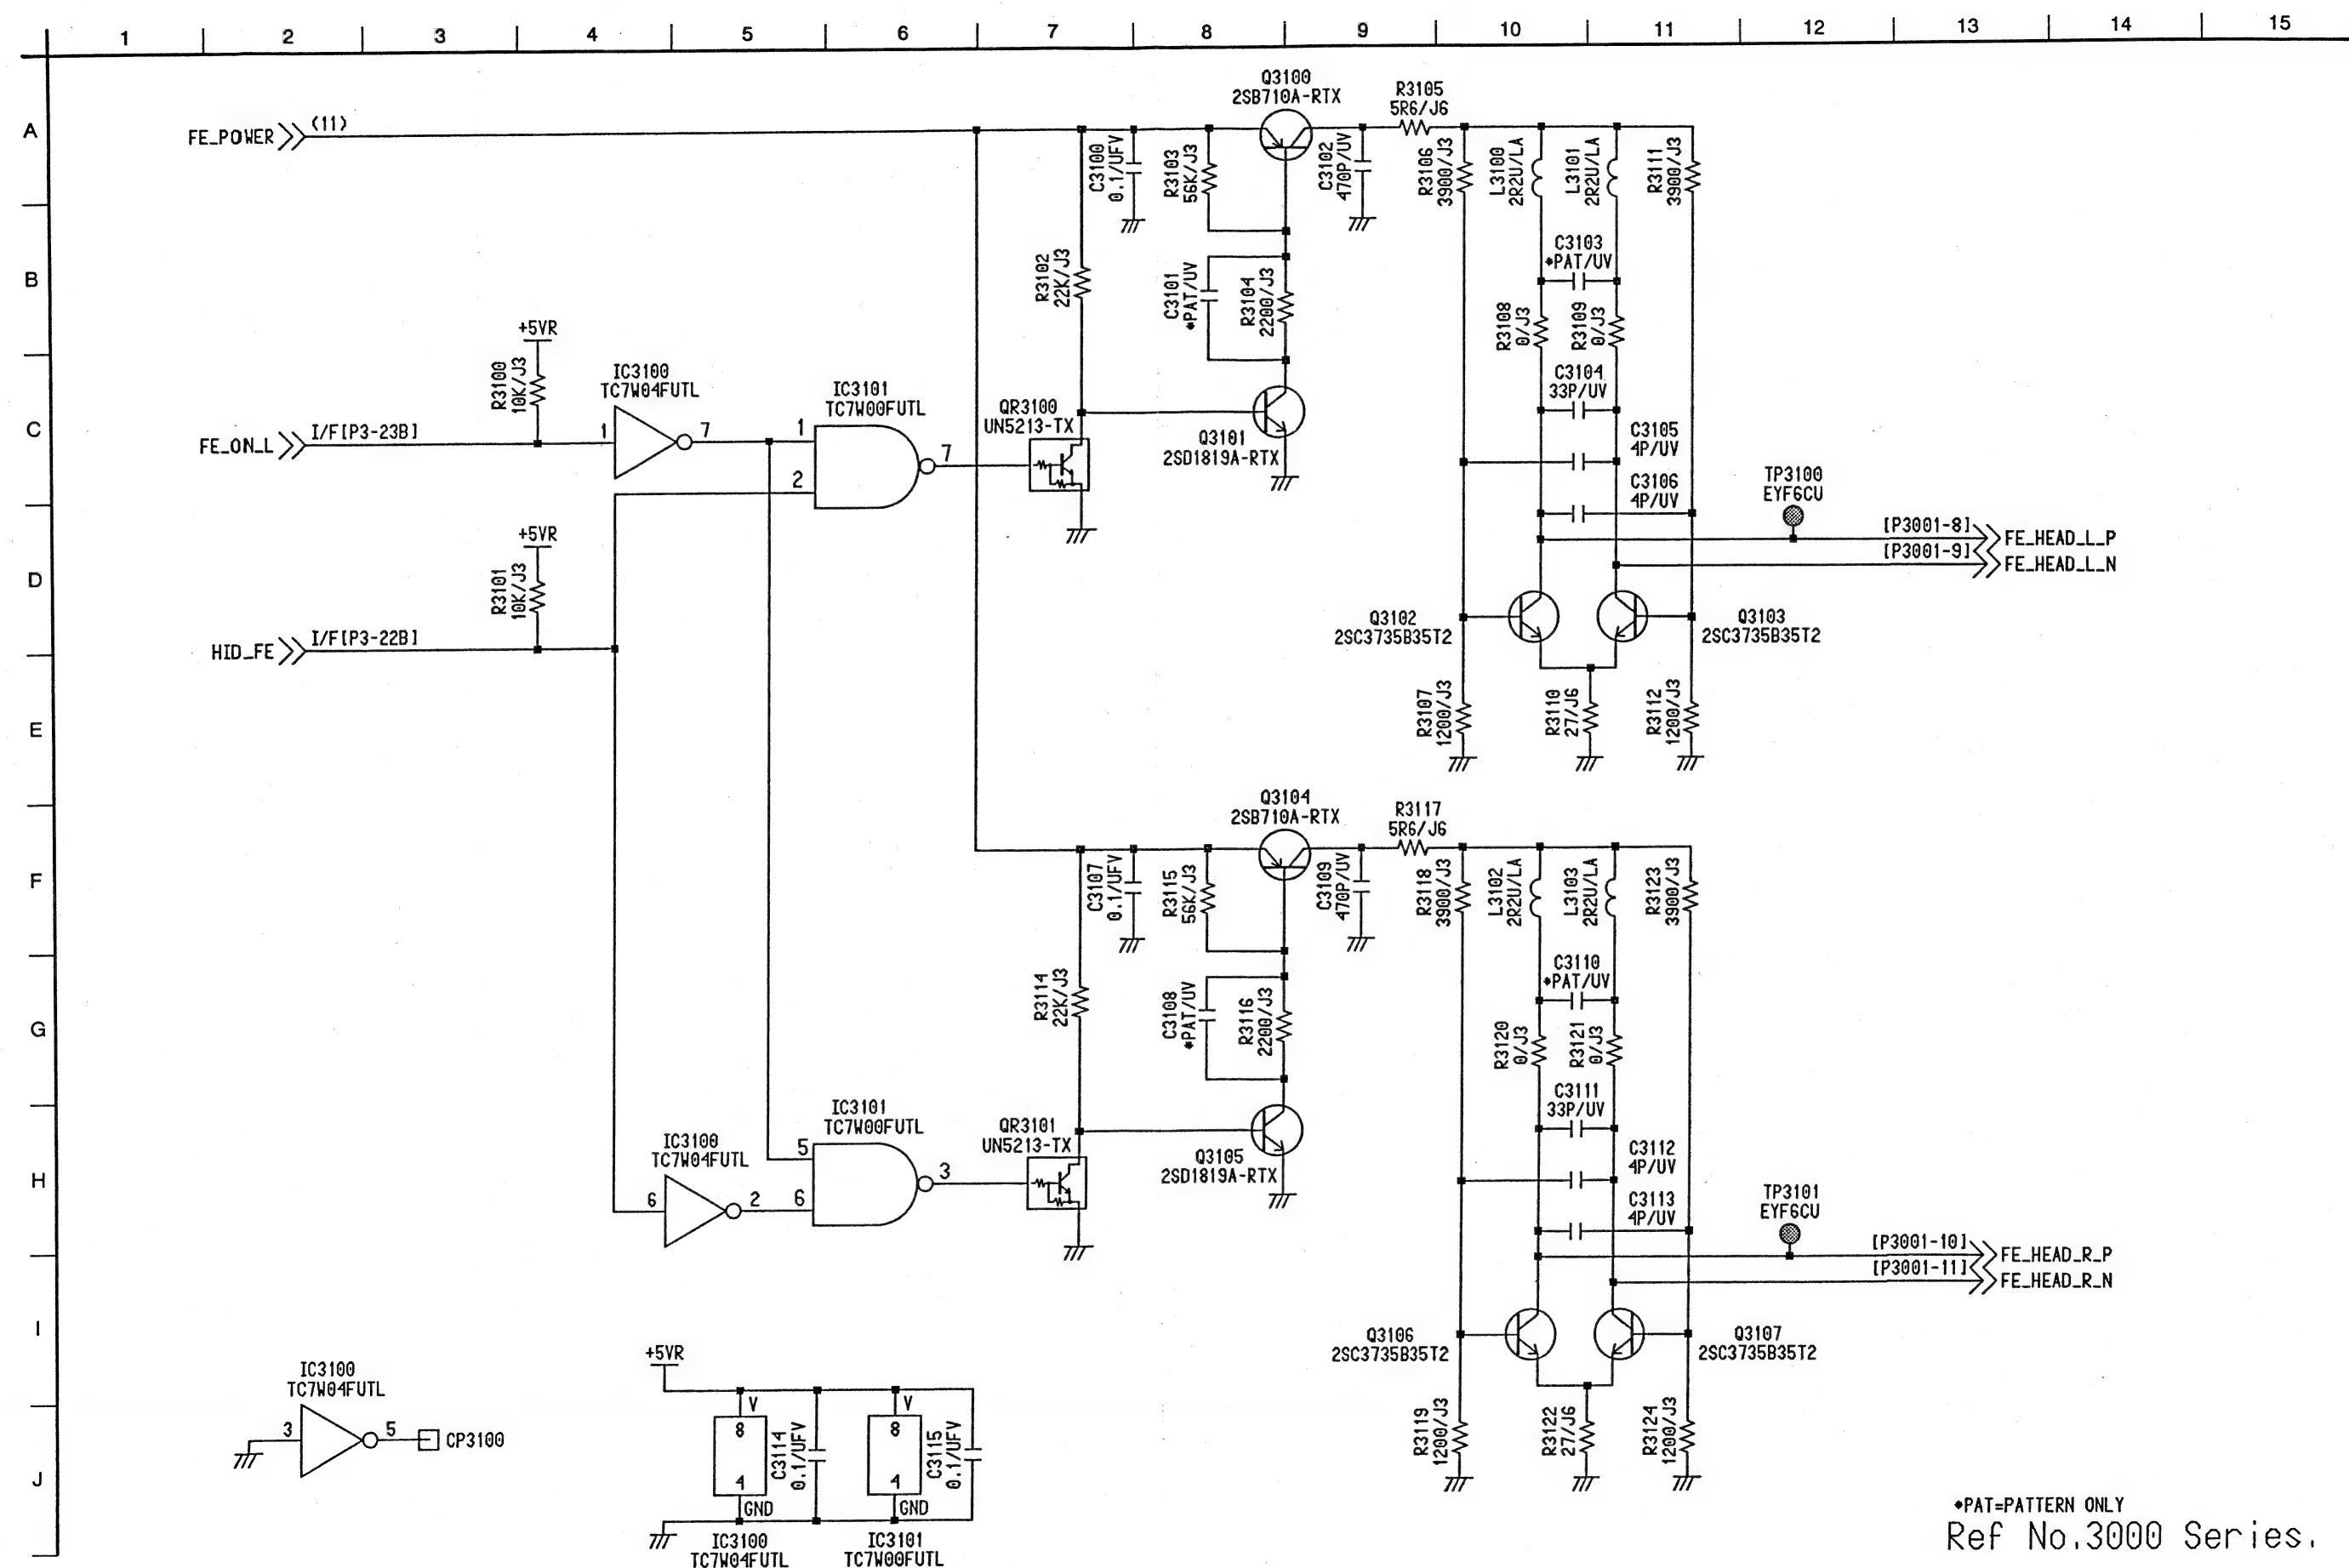 1 2 3 4 5 6 7 8 9 10 11 12 13 14 15
A
B
C
D
E
F
G
H
I
J
FE_POWER
(11)
Q3100
2SB710A-RTX
R3105
5R6/J6
C3100
0.1/UFV
R3103
56K/J3
C3102
470P/UV
R3106
3900/J3
L3100
2R2U/LA
L3101
2R2U/LA
R3111
3900/J3
R3102
22K/J3
C3101
*PAT/UV
R3104
2200/J3
C3103
*PAT/UV
R3108
0/J3
R3109
0/J3
+5VR
R3100
10K/J3
IC3100
TC7W04FUTL
IC3101
TC7W00FUTL
QR3100
UN5213-TX
C3104
33P/UV
FE_ON_L
I/F[P3-23B]
1
7
1
2
7
Q3101
2SD1819A-RTX
C3105
4P/UV
C3106
4P/UV
TP3100
EYF6CU
[P3001-8]
FE_HEAD_L_P
[P3001-9]
FE_HEAD_L_N
+5VR
R3101
10K/J3
HID_FE
I/F[P3-22B]
Q3102
2SC3735B35T2
Q3103
2SC3735B35T2
R3107
1200/J3
R3110
27/J6
R3112
1200/J3
Q3104
2SB710A-RTX
R3117
5R6/J6
C3107
0.1/UFV
R3115
56K/J3
C3109
470P/UV
R3118
3900/J3
L3102
2R2U/LA
L3103
2R2U/LA
R3123
3900/J3
R3114
22K/J3
C3108
*PAT/UV
R3116
2200/J3
C3110
*PAT/UV
R3120
0/J3
R3121
0/J3
C3111
33P/UV
IC3100
TC7W04FUTL
6
2
IC3101
TC7W00FUTL
5
6
3
QR3101
UN5213-TX
Q3105
2SD1819A-RTX
C3112
4P/UV
C3113
4P/UV
TP3101
EYF6CU
[P3001-10]
FE_HEAD_R_P
[P3001-11]
FE_HEAD_R_N
Q3106
2SC3735B35T2
Q3107
2SC3735B35T2
R3119
1200/J3
R3122
27/J6
R3124
1200/J3
IC3100
TC7W04FUTL
3
5
CP3100
+5VR
V
8
4
GND
IC3100
TC7W04FUTL
C3114
0.1/UFV
V
8
4
GND
IC3101
TC7W00FUTL
C3115
0.1/UFV
*PAT=PATTERN ONLY
Ref No.3000 Series.